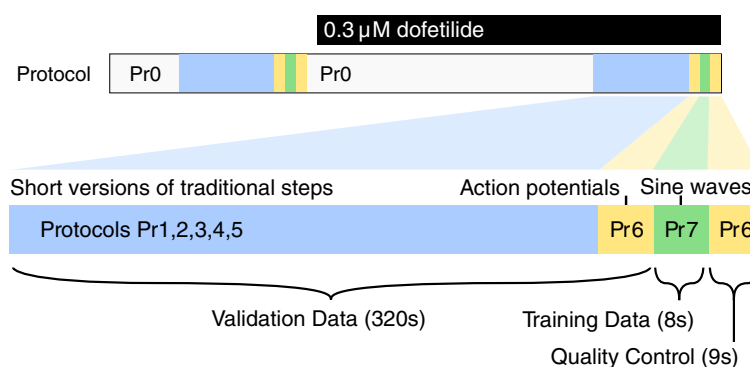 0.3 µM dofetilide
Protocol Pr0 Pr0
Short versions of traditional steps Action potentials Sine waves
Protocols Pr1,2,3,4,5 Pr6 Pr7 Pr6
Validation Data (320s) Training Data (8s)
Quality Control (9s)